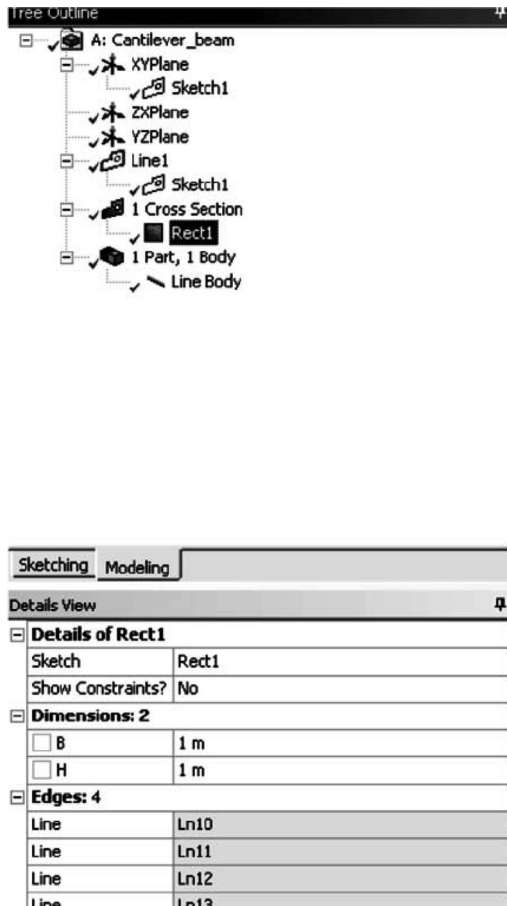 Tree Outline
A: Cantilever_beam
XYPlane
Sketch1
ZXPlane
YZPlane
Line1
Sketch1
1 Cross Section
Rect1
1 Part, 1 Body
Line Body
Sketching Modeling
Details View
Details of Rect1
Sketch Rect1
Show Constraints? No
Dimensions: 2
B 1 m
H 1 m
Edges: 4
Line Ln10
Line Ln11
Line Ln12
Line Ln13